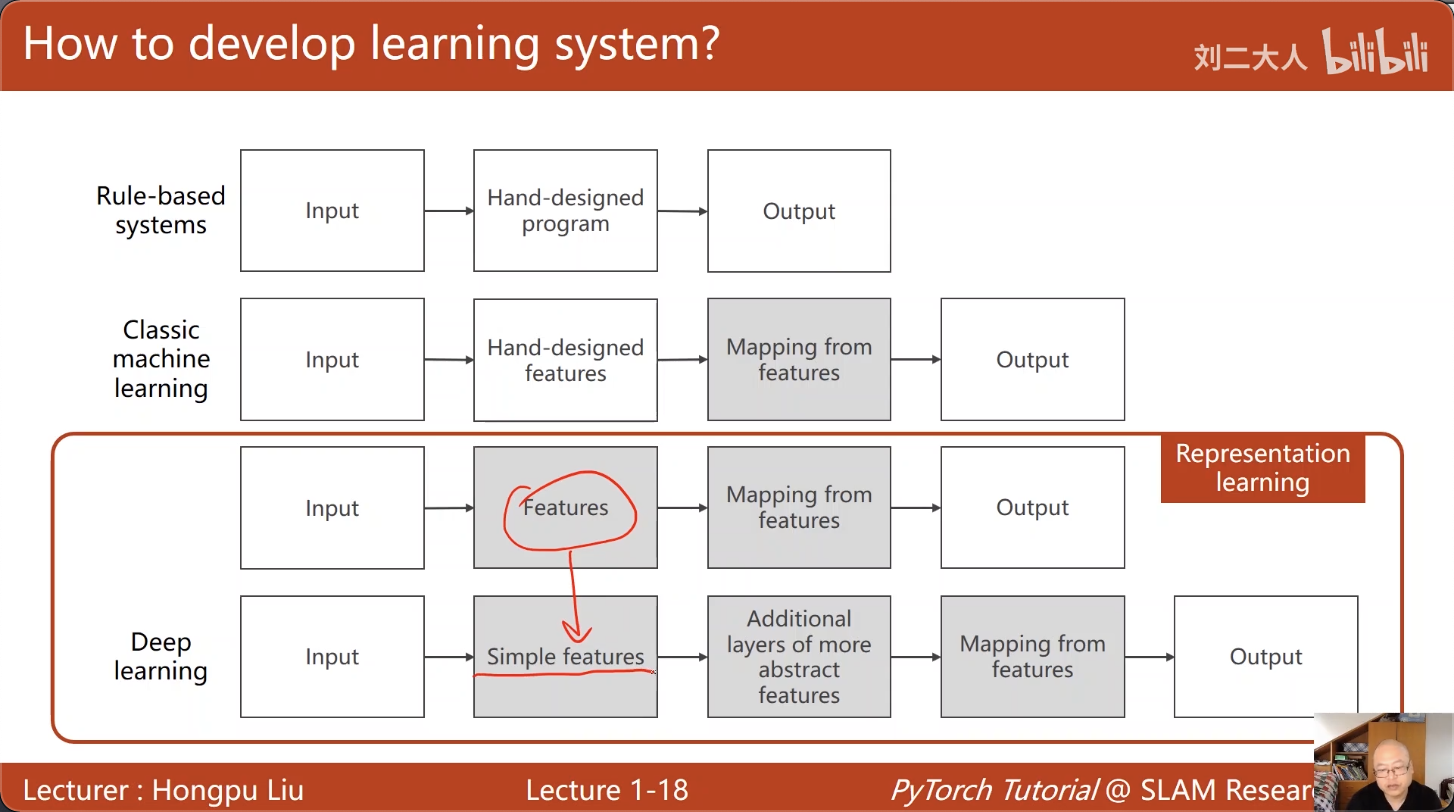 How to develop learning system?
刘二大人 bilibili
Rule-based
systems
Input
Hand-designed
program
Output
Classic
machine
learning
Input
Hand-designed
features
Mapping from
features
Output
Representation
learning
Input
Features
Mapping from
features
Output
Deep
learning
Input
Simple features
Additional
layers of more
abstract
features
Mapping from
features
Output
Lecturer : Hongpu Liu
Lecture 1-18
PyTorch Tutorial @ SLAM Resear